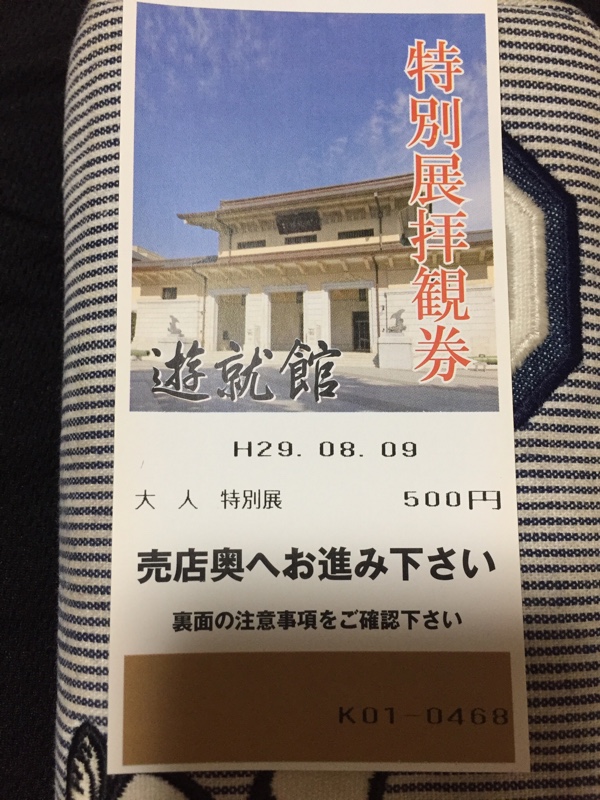 特別展拝観券
遊就館
H29. 08. 09
大 人 特別展 500円
売店奥へお進み下さい
裏面の注意事項をご確認下さい
K01-0468